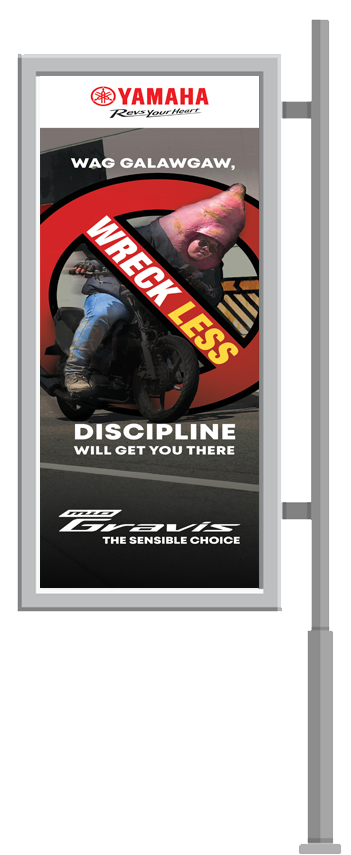 YAMAHA
Revs Your Heart
WAG GALAWGAW,
WRECK LESS
DISCIPLINE
WILL GET YOU THERE
mio
Gravis
THE SENSIBLE CHOICE